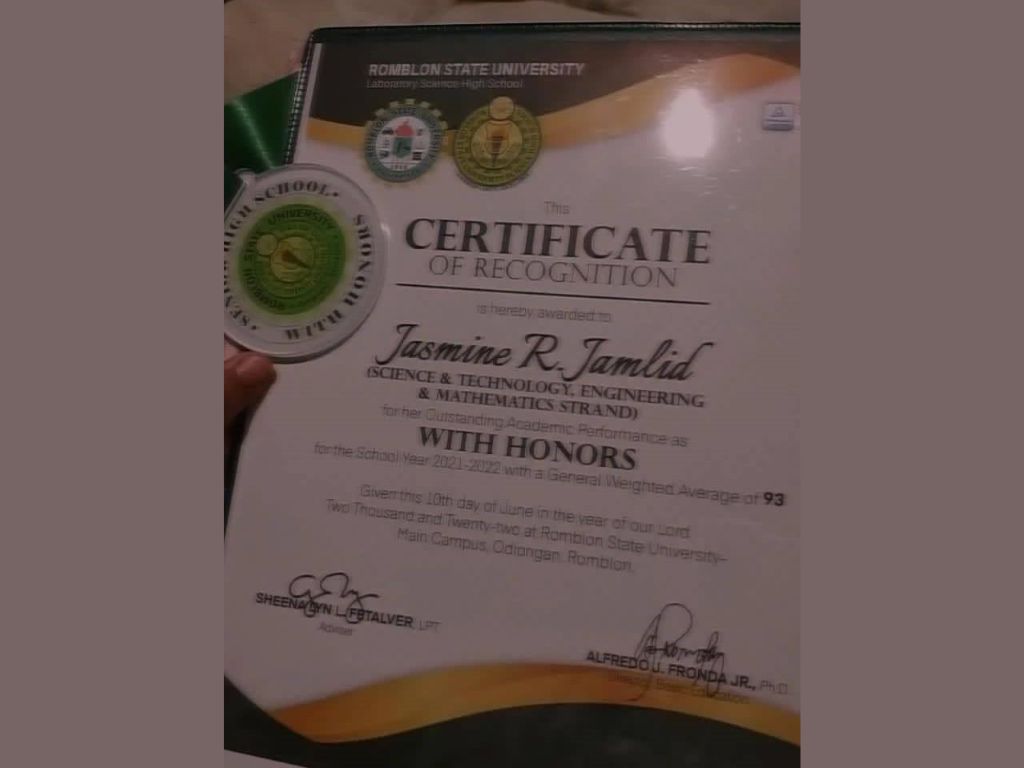 ROMBLON STATE UNIVERSITY
Laboratory Science High School
This
CERTIFICATE
OF RECOGNITION
is hereby awarded to
Jasmine R. Jamlid
(SCIENCE & TECHNOLOGY, ENGINEERING
& MATHEMATICS STRAND)
for her Outstanding Academic Performance as
WITH HONORS
for the School Year 2021-2022 with a General Weighted Average of 93
Given this 10th day of June in the year of our Lord
Two Thousand and Twenty-two at Romblon State University-
Main Campus, Odiongan, Romblon.
SHEENA LYN L. FETALVER, LPT
Adviser
ALFREDO J. FRONDA JR., Ph.D.
Director, Basic Education
HIGH SCHOOL
WITH HONORS
ROMBLON STATE UNIVERSITY